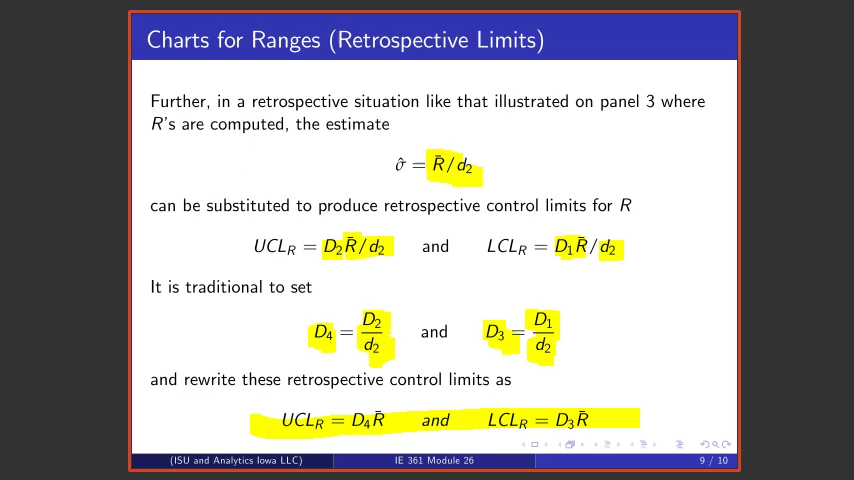 Charts for Ranges (Retrospective Limits)
Further, in a retrospective situation like that illustrated on panel 3 where
R's are computed, the estimate
σ̂ = R̄/d₂
can be substituted to produce retrospective control limits for R
UCL_R = D₂R̄/d₂ and LCL_R = D₁R̄/d₂
It is traditional to set
D₄ = D₂/d₂ and D₃ = D₁/d₂
and rewrite these retrospective control limits as
UCL_R = D₄R̄ and LCL_R = D₃R̄
(ISU and Analytics Iowa LLC) IE 361 Module 26 9 / 10